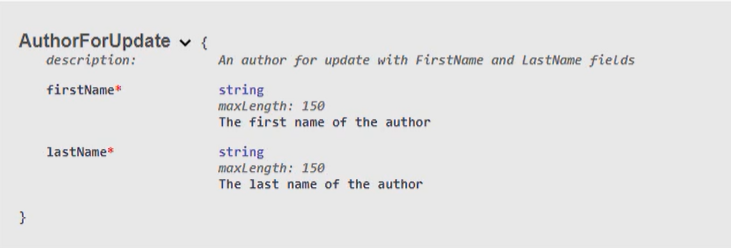 AuthorForUpdate {
description: An author for update with FirstName and LastName fields
firstName* string
maxLength: 150
The first name of the author
lastName* string
maxLength: 150
The last name of the author
}